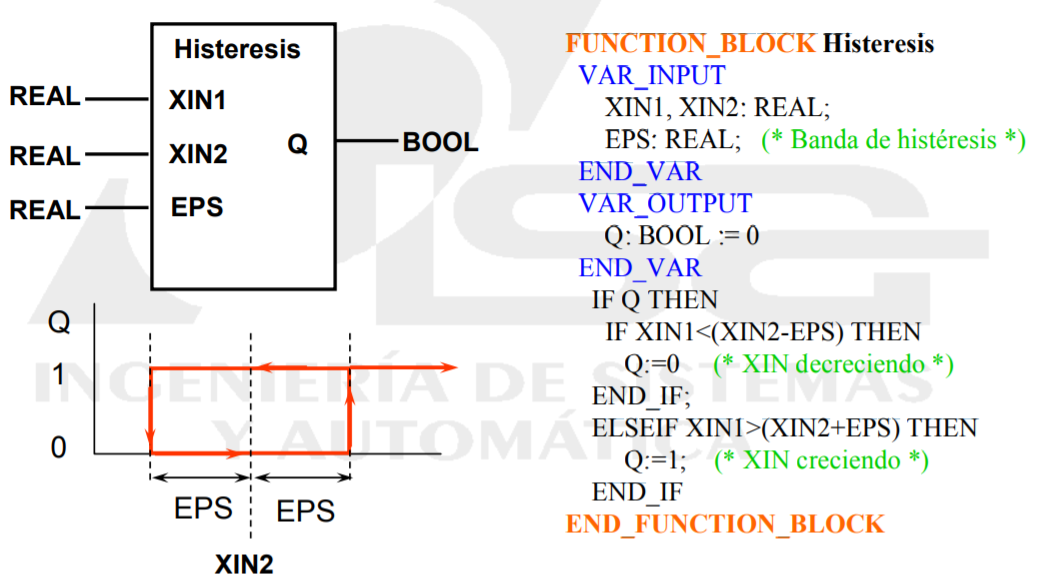 Histeresis
REAL XIN1
REAL XIN2 Q BOOL
REAL EPS
Q
1
0
EPS EPS
XIN2
FUNCTION_BLOCK Histeresis
VAR_INPUT
XIN1, XIN2: REAL;
EPS: REAL; (* Banda de histéresis *)
END_VAR
VAR_OUTPUT
Q: BOOL := 0
END_VAR
IF Q THEN
IF XIN1<(XIN2-EPS) THEN
Q:=0 (* XIN decreciendo *)
END_IF;
ELSEIF XIN1>(XIN2+EPS) THEN
Q:=1; (* XIN creciendo *)
END_IF
END_FUNCTION_BLOCK
ISA
INGENIERÍA DE SISTEMAS
Y AUTOMÁTICA